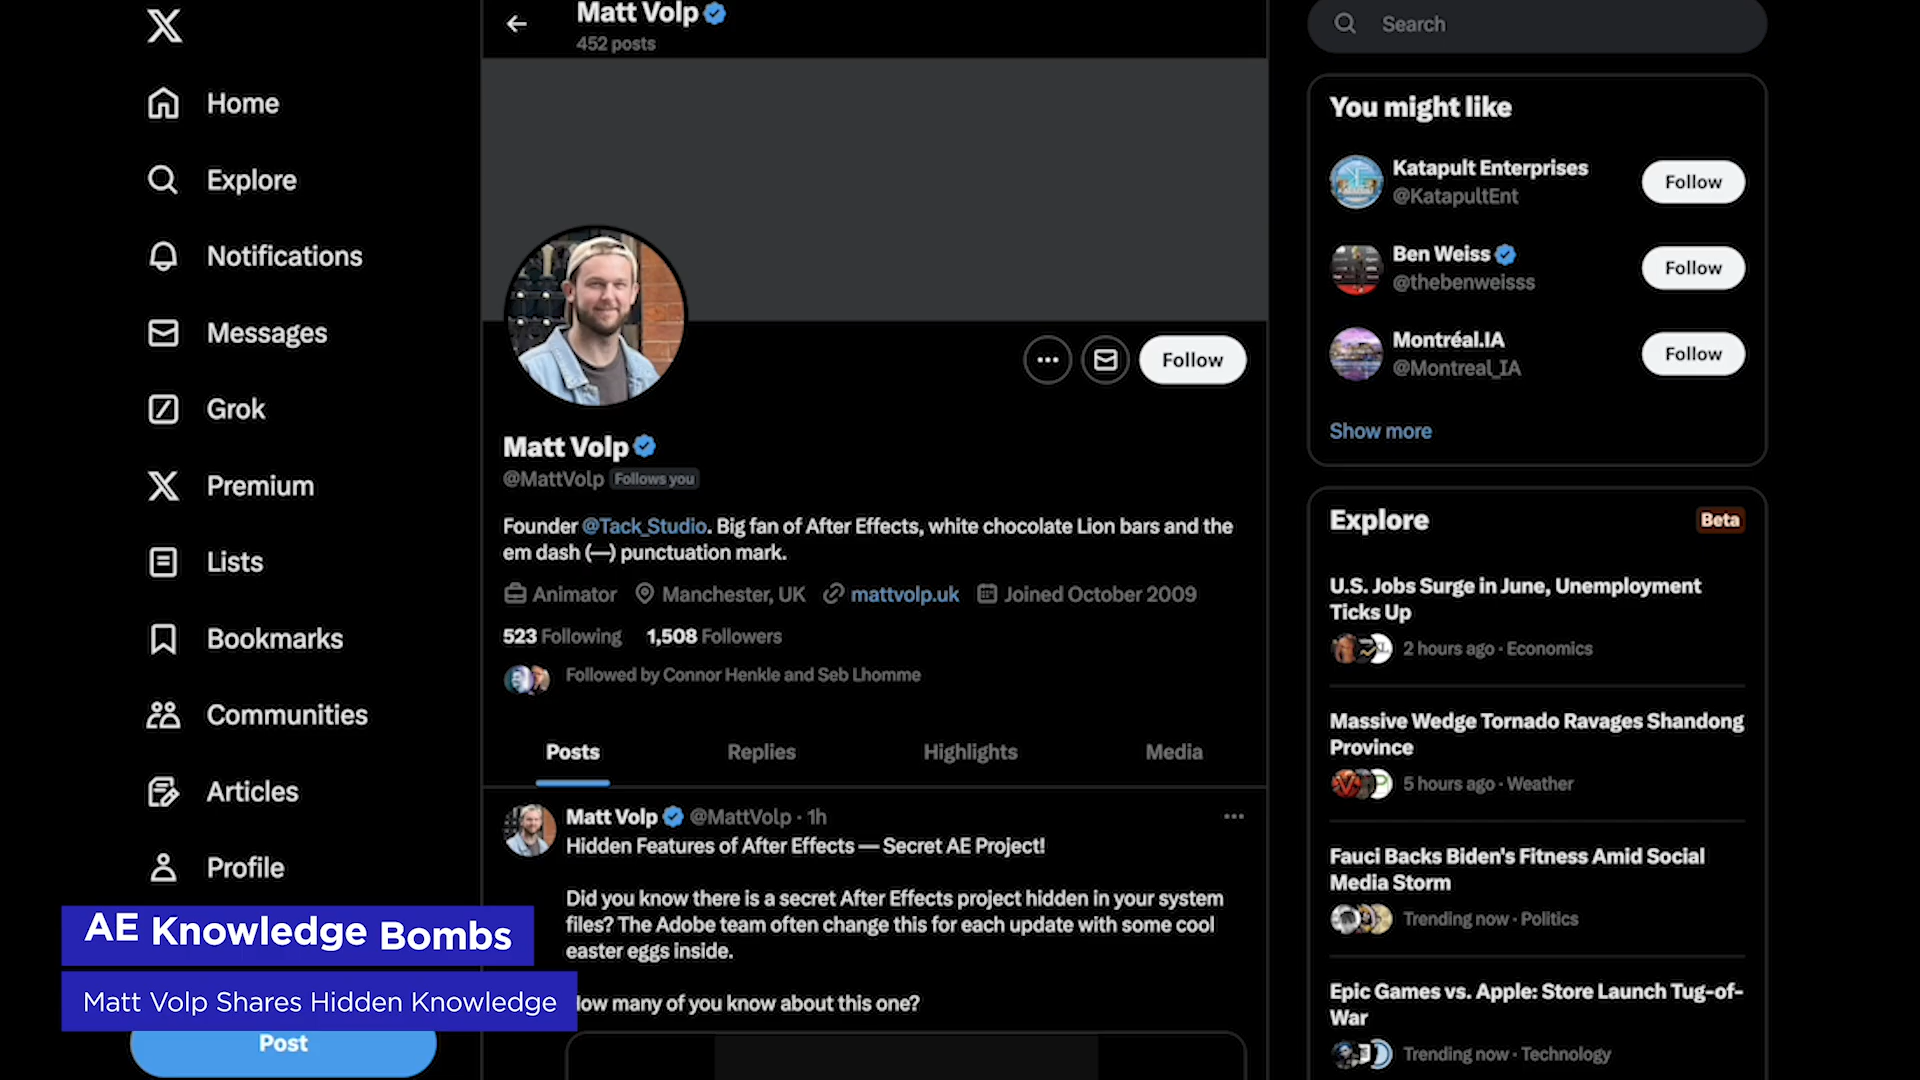 Home
Explore
Notifications
Messages
Grok
Premium
Lists
Bookmarks
Communities
Articles
Profile
Post
AE Knowledge Bombs
Matt Volp Shares Hidden Knowledge
Matt Volp
452 posts
Follow
Matt Volp
@MattVolp Follows you
Founder @Tack_Studio. Big fan of After Effects, white chocolate Lion bars and the
em dash (—) punctuation mark.
Animator Manchester, UK mattvolp.uk Joined October 2009
523 Following 1,508 Followers
Followed by Connor Henkle and Seb Lhomme
Posts Replies Highlights Media
Matt Volp @MattVolp · 1h
Hidden Features of After Effects — Secret AE Project!
Did you know there is a secret After Effects project hidden in your system
files? The Adobe team often change this for each update with some cool
easter eggs inside.
many of you know about this one?
Search
You might like
Katapult Enterprises
@KatapultEnt
Follow
Ben Weiss
@thebenweisss
Follow
Montréal.IA
@Montreal_IA
Follow
Show more
Explore Beta
U.S. Jobs Surge in June, Unemployment
Ticks Up
2 hours ago · Economics
Massive Wedge Tornado Ravages Shandong
Province
5 hours ago · Weather
Fauci Backs Biden's Fitness Amid Social
Media Storm
Trending now · Politics
Epic Games vs. Apple: Store Launch Tug-of-
War
Trending now · Technology